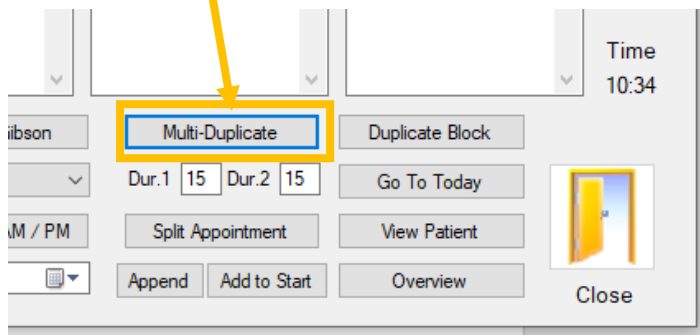 Time
10:34
ibson Multi-Duplicate Duplicate Block
Dur.1 15 Dur.2 15 Go To Today
AM / PM Split Appointment View Patient
Append Add to Start Overview
Close